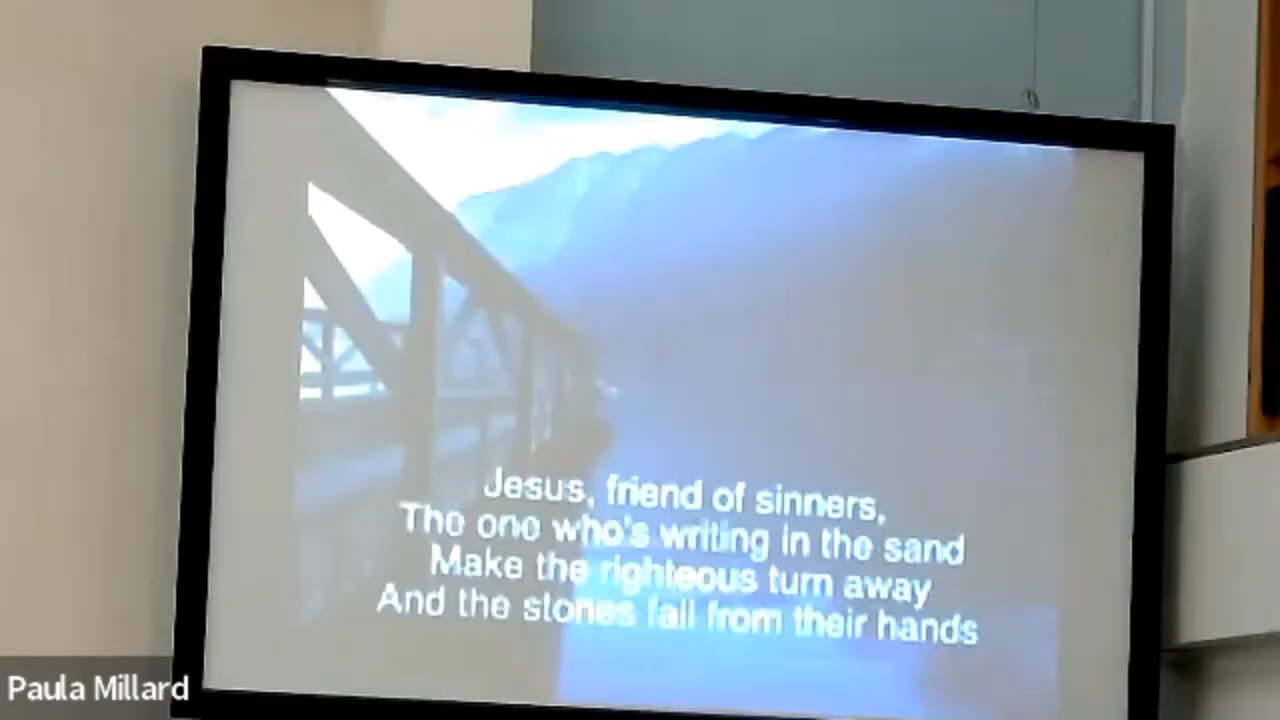 Jesus, friend of sinners,
The one who's writing in the sand
Make the righteous turn away
And the stones fall from their hands
Paula Millard